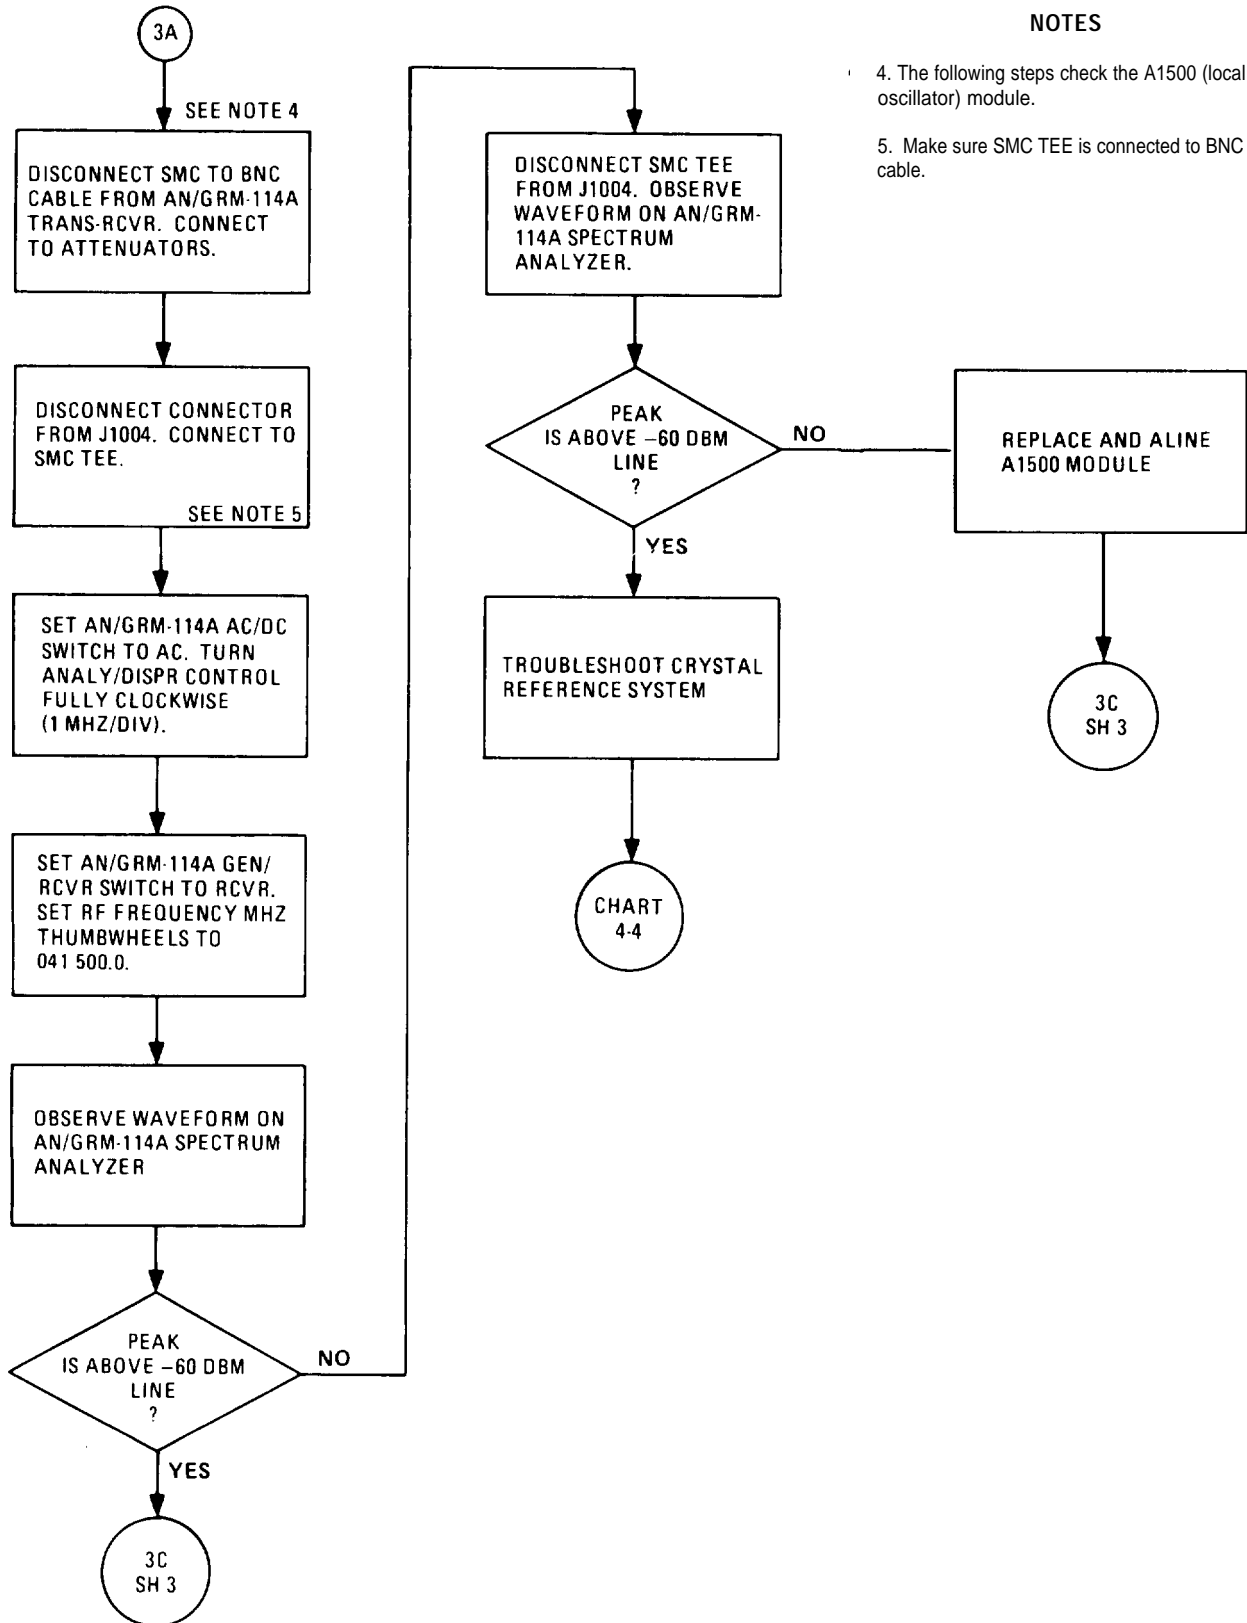 3A
SEE NOTE 4
DISCONNECT SMC TO BNC
CABLE FROM AN/GRM-114A
TRANS-RCVR. CONNECT
TO ATTENUATORS.
DISCONNECT CONNECTOR
FROM J1004. CONNECT TO
SMC TEE.
SEE NOTE 5
SET AN/GRM-114A AC/DC
SWITCH TO AC. TURN
ANALY/DISPR CONTROL
FULLY CLOCKWISE
(1 MHZ/DIV).
SET AN/GRM-114A GEN/
RCVR SWITCH TO RCVR.
SET RF FREQUENCY MHZ
THUMBWHEELS TO
041 500.0.
OBSERVE WAVEFORM ON
AN/GRM-114A SPECTRUM
ANALYZER
PEAK
IS ABOVE –60 DBM
LINE
?
NO
YES
3C
SH 3
DISCONNECT SMC TEE
FROM J1004. OBSERVE
WAVEFORM ON AN/GRM-
114A SPECTRUM
ANALYZER.
PEAK
IS ABOVE –60 DBM
LINE
?
NO
YES
TROUBLESHOOT CRYSTAL
REFERENCE SYSTEM
CHART
4-4
REPLACE AND ALINE
A1500 MODULE
3C
SH 3
NOTES
4. The following steps check the A1500 (local
oscillator) module.
5. Make sure SMC TEE is connected to BNC
cable.